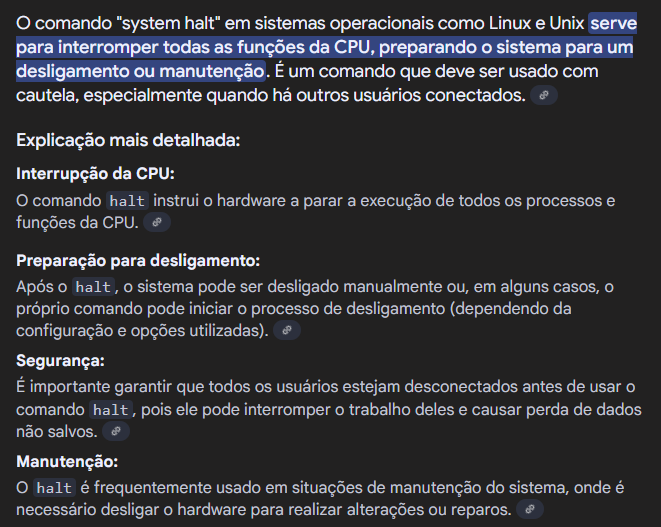 O comando "system halt" em sistemas operacionais como Linux e Unix serve
para interromper todas as funções da CPU, preparando o sistema para um
desligamento ou manutenção. É um comando que deve ser usado com
cautela, especialmente quando há outros usuários conectados.
Explicação mais detalhada:
Interrupção da CPU:
O comando halt instrui o hardware a parar a execução de todos os processos e
funções da CPU.
Preparação para desligamento:
Após o halt, o sistema pode ser desligado manualmente ou, em alguns casos, o
próprio comando pode iniciar o processo de desligamento (dependendo da
configuração e opções utilizadas).
Segurança:
É importante garantir que todos os usuários estejam desconectados antes de usar o
comando halt, pois ele pode interromper o trabalho deles e causar perda de dados
não salvos.
Manutenção:
O halt é frequentemente usado em situações de manutenção do sistema, onde é
necessário desligar o hardware para realizar alterações ou reparos.